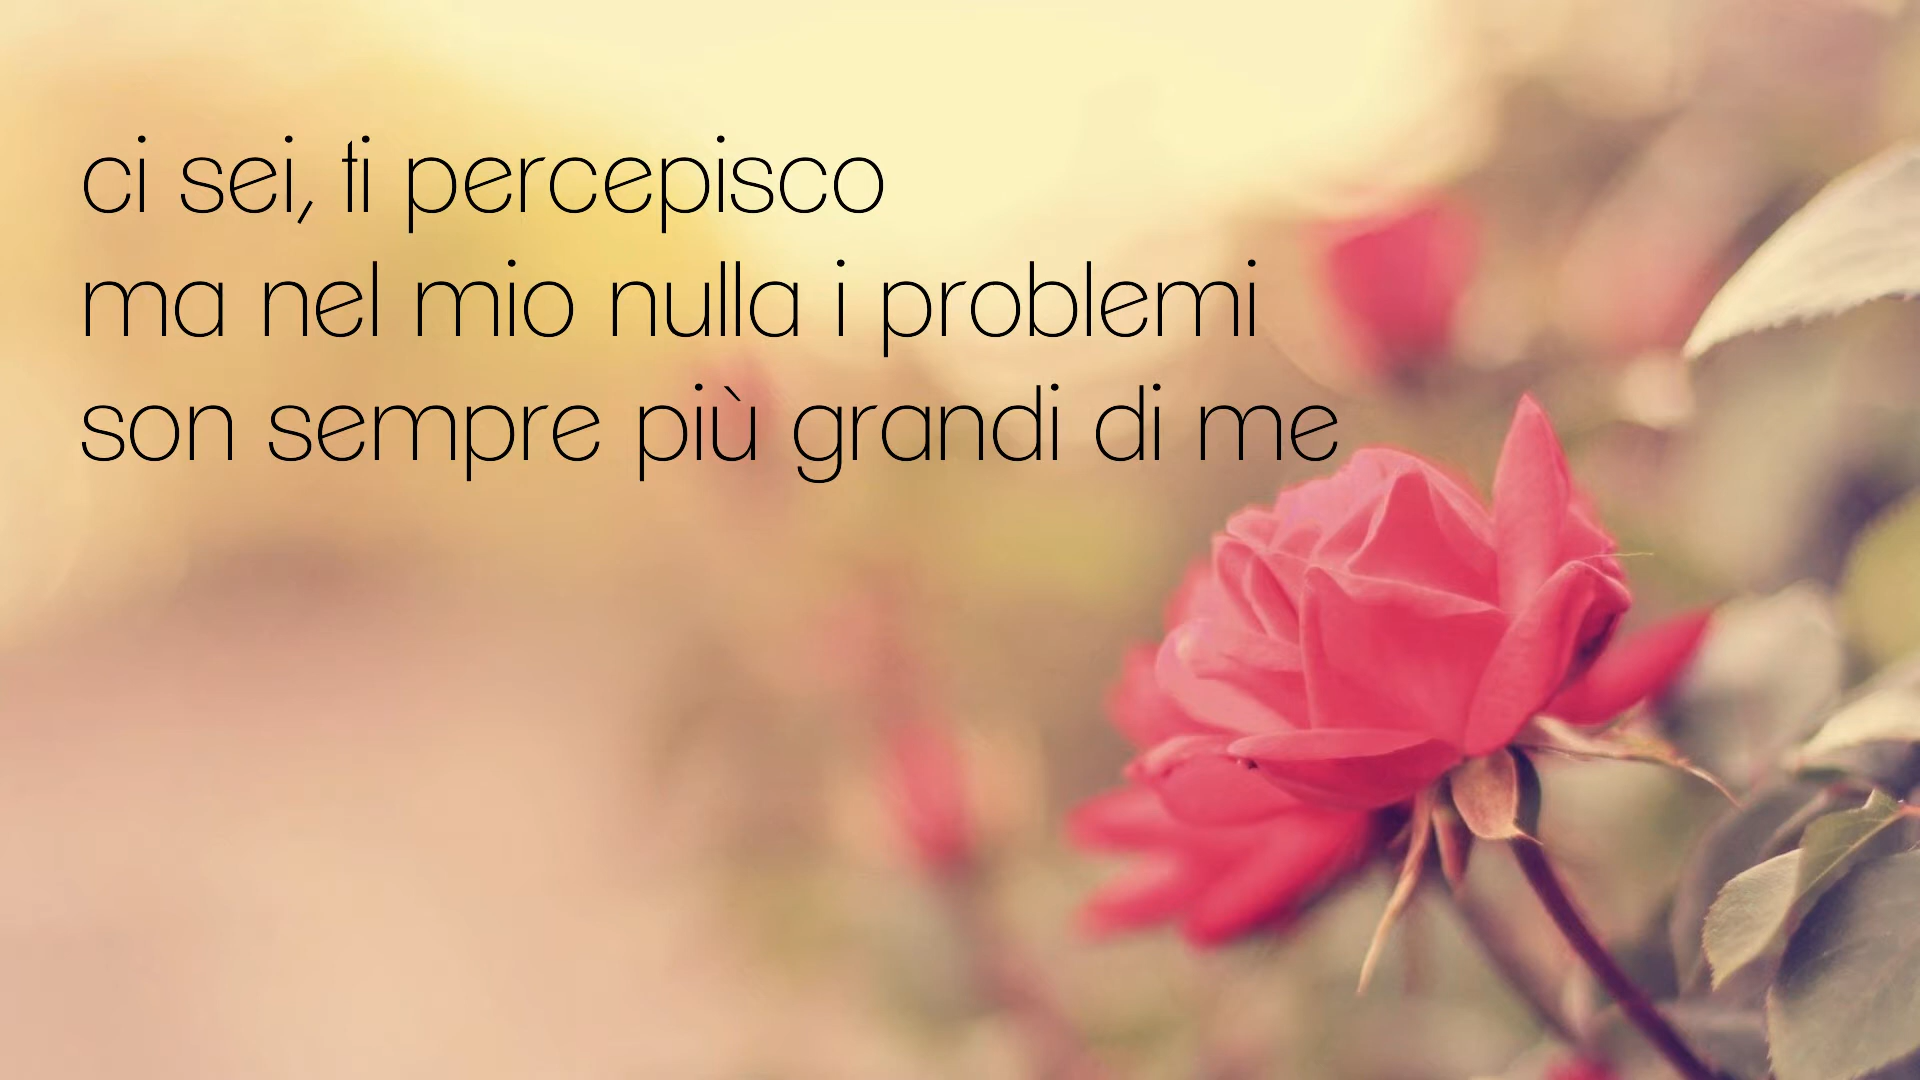 ci sei, ti percepisco
ma nel mio nulla i problemi
son sempre più grandi di me